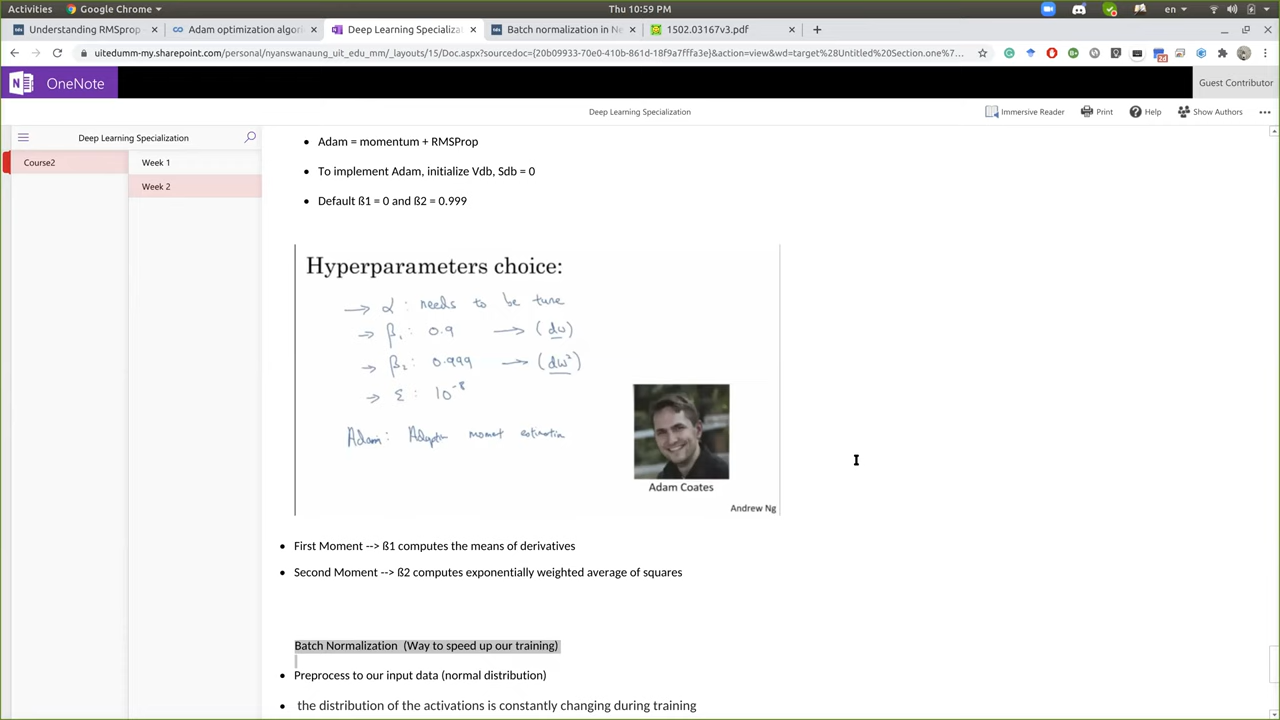 Activities
Google Chrome
Thu 10:59 PM
en
Understanding RMSprop
Adam optimization algori
Deep Learning Specializa
Batch normalization in Ne
1502.03167v3.pdf
uitedumm-my.sharepoint.com/personal/nyanswanaung_uit_edu_mm/_layouts/15/Doc.aspx?sourcedoc={20b09933-70e0-410b-861d-18f9a7fffa3e}&action=view&wd=target%28Untitled%20Section.one%7...
OneNote
Guest Contributor
Deep Learning Specialization
Immersive Reader
Print
Help
Show Authors
Deep Learning Specialization
Course2
Week 1
Week 2
• Adam = momentum + RMSProp
• To implement Adam, initialize Vdb, Sdb = 0
• Default ß1 = 0 and ß2 = 0.999
Hyperparameters choice:
→ α : needs to be tune
→ β₁ : 0.9 → (dw)
→ β₂ : 0.999 → (dw²)
→ ε : 10⁻⁸
Adam: moment estimation
Adam Coates
Andrew Ng
• First Moment --> ß1 computes the means of derivatives
• Second Moment --> ß2 computes exponentially weighted average of squares
Batch Normalization (Way to speed up our training)
• Preprocess to our input data (normal distribution)
• the distribution of the activations is constantly changing during training